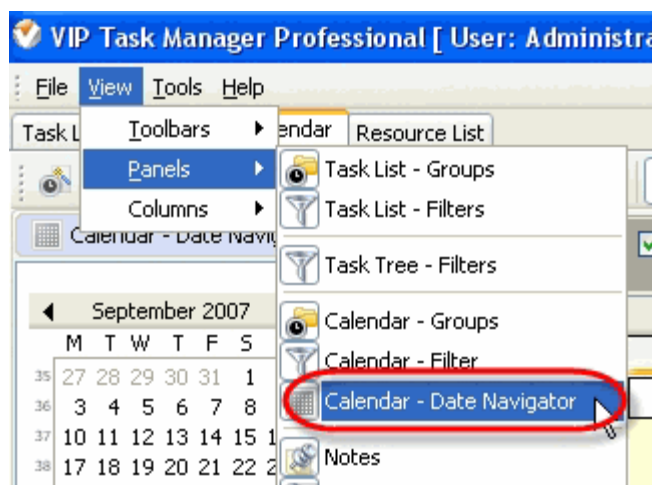 VIP Task Manager Professional [ User: Administra
File View Tools Help
Task L endar Resource List
Toolbars
Panels
Columns
Task List - Groups
Task List - Filters
Task Tree - Filters
Calendar - Groups
Calendar - Filter
Calendar - Date Navigator
Notes
Calendar - Date Navig
September 2007
M T W T F S
35 27 28 29 30 31 1
36 3 4 5 6 7 8
37 10 11 12 13 14 15 1
38 17 18 19 20 21 22 2